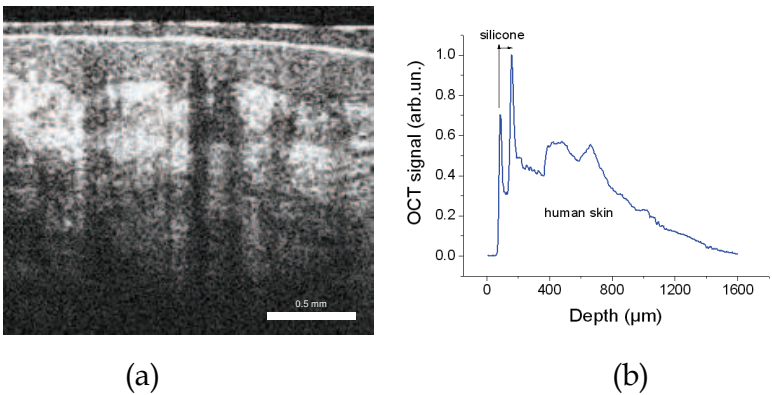 0.5 mm
(a)
silicone
1.0
0.8
0.6
0.4
0.2
0.0
OCT signal (arb.un.)
human skin
0 400 800 1200 1600
Depth (µm)
(b)